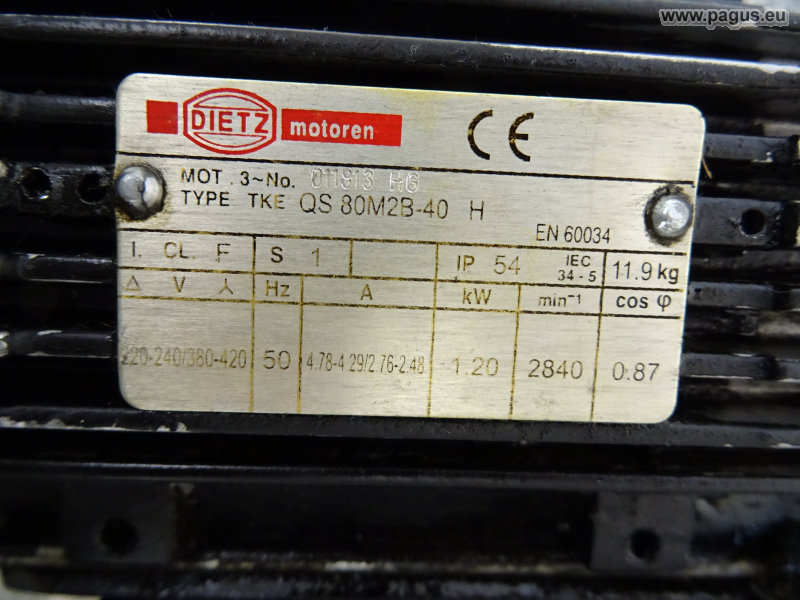 www.pagus.eu
DIETZ motoren CE
MOT . 3~No. 011913 HG
TYPE TKE QS 80M2B-40 H
EN 60034
I. CL. F S 1 IP 54 IEC 34-5 11.9 kg
Δ V 人 Hz A kW min⁻¹ cos φ
220-240/380-420 50 4.78-4.29/2.76-2.48 1.20 2840 0.87